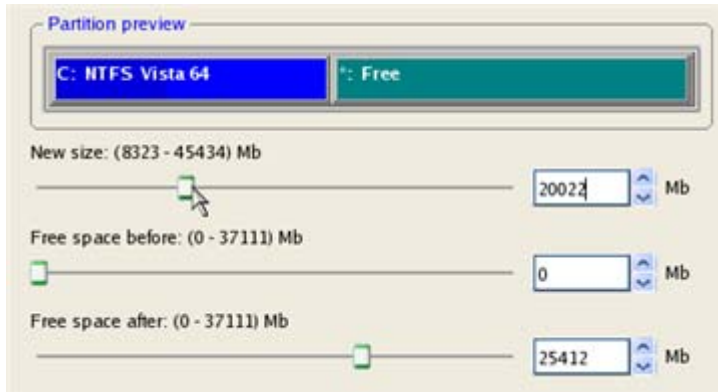 Partition preview
C: NTFS Vista 64
*: Free
New size: (8323 - 45434) Mb
20022 Mb
Free space before: (0 - 37111) Mb
0 Mb
Free space after: (0 - 37111) Mb
25412 Mb